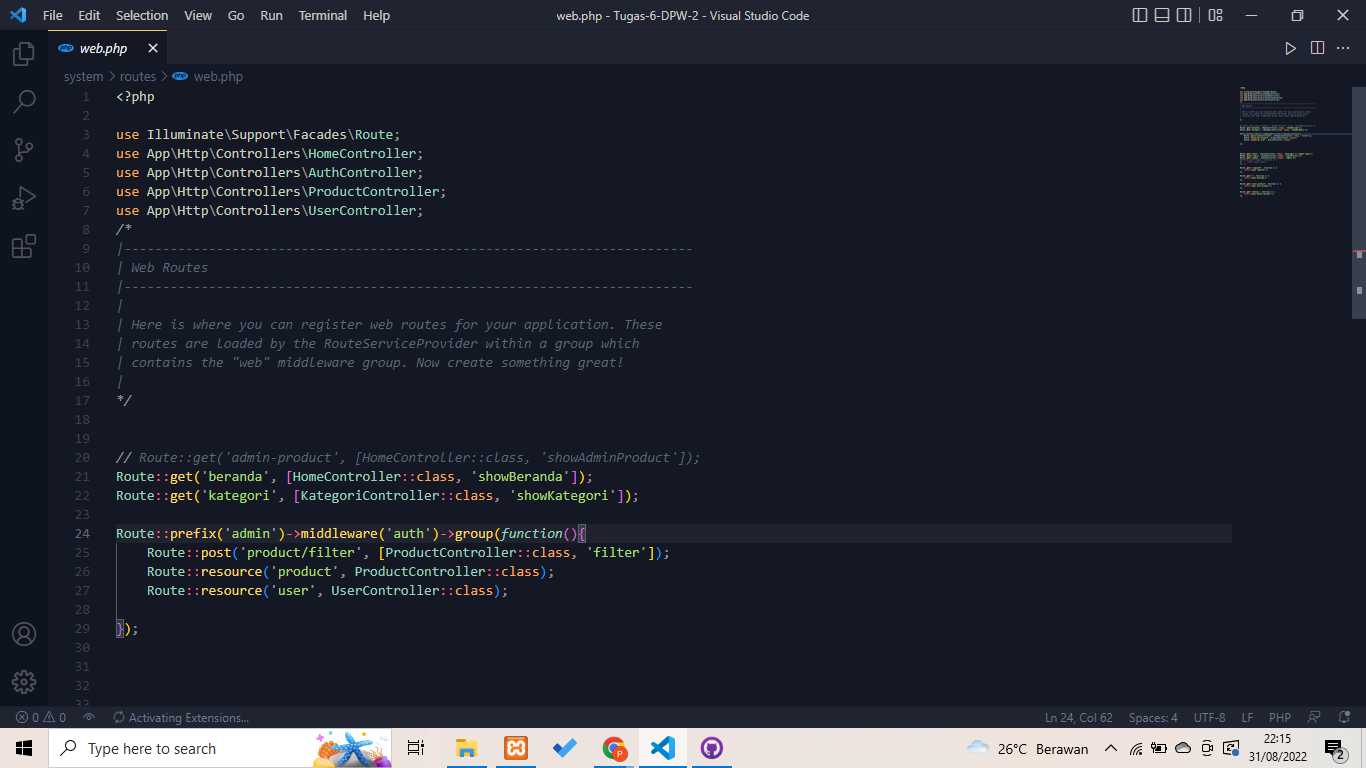 File Edit Selection View Go Run Terminal Help
web.php - Tugas-6-DPW-2 - Visual Studio Code
web.php
system > routes > web.php
1 <?php
2
3 use Illuminate\Support\Facades\Route;
4 use App\Http\Controllers\HomeController;
5 use App\Http\Controllers\AuthController;
6 use App\Http\Controllers\ProductController;
7 use App\Http\Controllers\UserController;
8 /*
9 |--------------------------------------------------------------------------
10 | Web Routes
11 |--------------------------------------------------------------------------
12 |
13 | Here is where you can register web routes for your application. These
14 | routes are loaded by the RouteServiceProvider within a group which
15 | contains the "web" middleware group. Now create something great!
16 |
17 */
18
19
20 // Route::get('admin-product', [HomeController::class, 'showAdminProduct']);
21 Route::get('beranda', [HomeController::class, 'showBeranda']);
22 Route::get('kategori', [KategoriController::class, 'showKategori']);
23
24 Route::prefix('admin')->middleware('auth')->group(function(){
25     Route::post('product/filter', [ProductController::class, 'filter']);
26     Route::resource('product', ProductController::class);
27     Route::resource('user', UserController::class);
28
29 });
30
31
32
33
0 0 Activating Extensions...
Ln 24, Col 62 Spaces: 4 UTF-8 LF PHP
Type here to search
26°C Berawan
22:15
31/08/2022
2